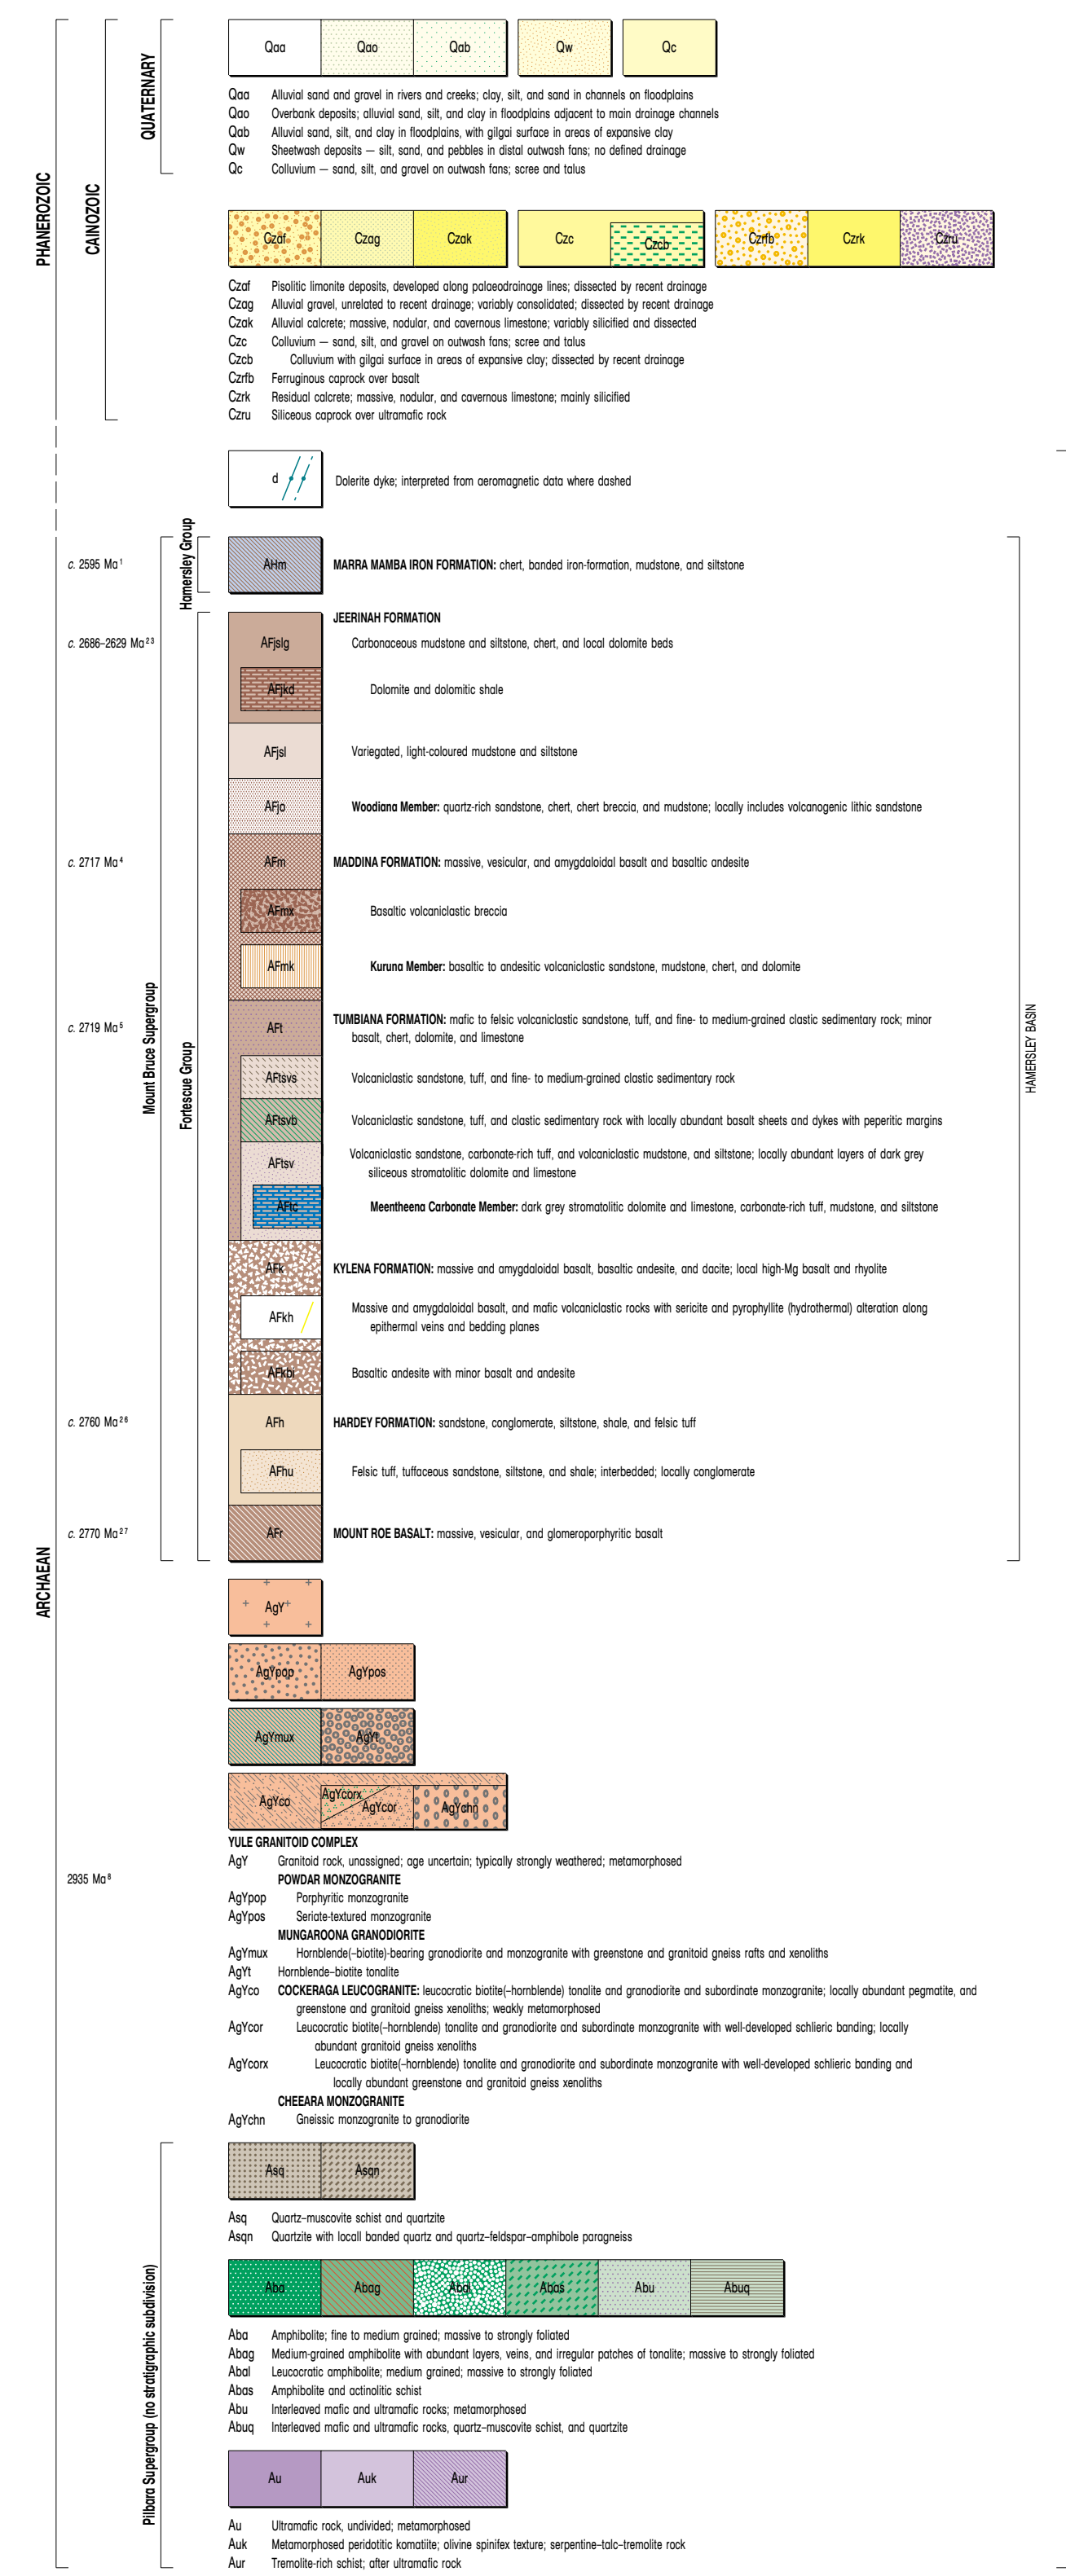 PHANEROZOIC
CAINOZOIC
QUATERNARY
Qaa Qao Qab Qw Qc
Qaa Alluvial sand and gravel in rivers and creeks; clay, silt, and sand in channels on floodplains
Qao Overbank deposits; alluvial sand, silt, and clay in floodplains adjacent to main drainage channels
Qab Alluvial sand, silt, and clay in floodplains, with gilgai surface in areas of expansive clay
Qw Sheetwash deposits — silt, sand, and pebbles in distal outwash fans; no defined drainage
Qc Colluvium — sand, silt, and gravel on outwash fans; scree and talus
Czaf Czag Czak Czc Czcb Czrfb Czrk Czru
Czaf Pisolitic limonite deposits, developed along palaeodrainage lines; dissected by recent drainage
Czag Alluvial gravel, unrelated to recent drainage; variably consolidated; dissected by recent drainage
Czak Alluvial calcrete; massive, nodular, and cavernous limestone; variably silicified and dissected
Czc Colluvium — sand, silt, and gravel on outwash fans; scree and talus
Czcb Colluvium with gilgai surface in areas of expansive clay; dissected by recent drainage
Czrfb Ferruginous caprock over basalt
Czrk Residual calcrete; massive, nodular, and cavernous limestone; mainly silicified
Czru Siliceous caprock over ultramafic rock
d Dolerite dyke; interpreted from aeromagnetic data where dashed
ARCHAEAN
Mount Bruce Supergroup
Hamersley Group
HAMERSLEY BASIN
c. 2595 Ma 1 AHm MARRA MAMBA IRON FORMATION: chert, banded iron-formation, mudstone, and siltstone
Fortescue Group
JEERINAH FORMATION
c. 2686–2629 Ma 2 3 AFjslg Carbonaceous mudstone and siltstone, chert, and local dolomite beds
AFjkd Dolomite and dolomitic shale
AFjsl Variegated, light-coloured mudstone and siltstone
AFjo Woodiana Member: quartz-rich sandstone, chert, chert breccia, and mudstone; locally includes volcanogenic lithic sandstone
c. 2717 Ma 4 AFm MADDINA FORMATION: massive, vesicular, and amygdaloidal basalt and basaltic andesite
AFmx Basaltic volcaniclastic breccia
AFmk Kuruna Member: basaltic to andesitic volcaniclastic sandstone, mudstone, chert, and dolomite
c. 2719 Ma 5 AFt TUMBIANA FORMATION: mafic to felsic volcaniclastic sandstone, tuff, and fine- to medium-grained clastic sedimentary rock; minor
basalt, chert, dolomite, and limestone
AFtsvs Volcaniclastic sandstone, tuff, and fine- to medium-grained clastic sedimentary rock
AFtsvb Volcaniclastic sandstone, tuff, and clastic sedimentary rock with locally abundant basalt sheets and dykes with peperitic margins
AFtsv Volcaniclastic sandstone, carbonate-rich tuff, and volcaniclastic mudstone, and siltstone; locally abundant layers of dark grey
siliceous stromatolitic dolomite and limestone
AFtc Meentheena Carbonate Member: dark grey stromatolitic dolomite and limestone, carbonate-rich tuff, mudstone, and siltstone
AFk KYLENA FORMATION: massive and amygdaloidal basalt, basaltic andesite, and dacite; local high-Mg basalt and rhyolite
AFkh Massive and amygdaloidal basalt, and mafic volcaniclastic rocks with sericite and pyrophyllite (hydrothermal) alteration along
epithermal veins and bedding planes
AFkbi Basaltic andesite with minor basalt and andesite
c. 2760 Ma 2 6 AFh HARDEY FORMATION: sandstone, conglomerate, siltstone, shale, and felsic tuff
AFhu Felsic tuff, tuffaceous sandstone, siltstone, and shale; interbedded; locally conglomerate
c. 2770 Ma 2 7 AFr MOUNT ROE BASALT: massive, vesicular, and glomeroporphyritic basalt
AgY
AgYpop AgYpos
AgYmux AgYt
AgYco AgYcorx AgYcor AgYchn
YULE GRANITOID COMPLEX
AgY Granitoid rock, unassigned; age uncertain; typically strongly weathered; metamorphosed
2935 Ma 8 POWDAR MONZOGRANITE
AgYpop Porphyritic monzogranite
AgYpos Seriate-textured monzogranite
MUNGAROONA GRANODIORITE
AgYmux Hornblende(–biotite)-bearing granodiorite and monzogranite with greenstone and granitoid gneiss rafts and xenoliths
AgYt Hornblende–biotite tonalite
AgYco COCKERAGA LEUCOGRANITE: leucocratic biotite(–hornblende) tonalite and granodiorite and subordinate monzogranite; locally abundant pegmatite, and
greenstone and granitoid gneiss xenoliths; weakly metamorphosed
AgYcor Leucocratic biotite(–hornblende) tonalite and granodiorite and subordinate monzogranite with well-developed schlieric banding; locally
abundant granitoid gneiss xenoliths
AgYcorx Leucocratic biotite(–hornblende) tonalite and granodiorite and subordinate monzogranite with well-developed schlieric banding and
locally abundant greenstone and granitoid gneiss xenoliths
CHEEARA MONZOGRANITE
AgYchn Gneissic monzogranite to granodiorite
Pilbara Supergroup (no stratigraphic subdivision)
Asq Asqn
Asq Quartz–muscovite schist and quartzite
Asqn Quartzite with locall banded quartz and quartz–feldspar–amphibole paragneiss
Aba Abag Abal Abas Abu Abuq
Aba Amphibolite; fine to medium grained; massive to strongly foliated
Abag Medium-grained amphibolite with abundant layers, veins, and irregular patches of tonalite; massive to strongly foliated
Abal Leucocratic amphibolite; medium grained; massive to strongly foliated
Abas Amphibolite and actinolitic schist
Abu Interleaved mafic and ultramafic rocks; metamorphosed
Abuq Interleaved mafic and ultramafic rocks, quartz–muscovite schist, and quartzite
Au Auk Aur
Au Ultramafic rock, undivided; metamorphosed
Auk Metamorphosed peridotitic komatiite; olivine spinifex texture; serpentine–talc–tremolite rock
Aur Tremolite-rich schist; after ultramafic rock